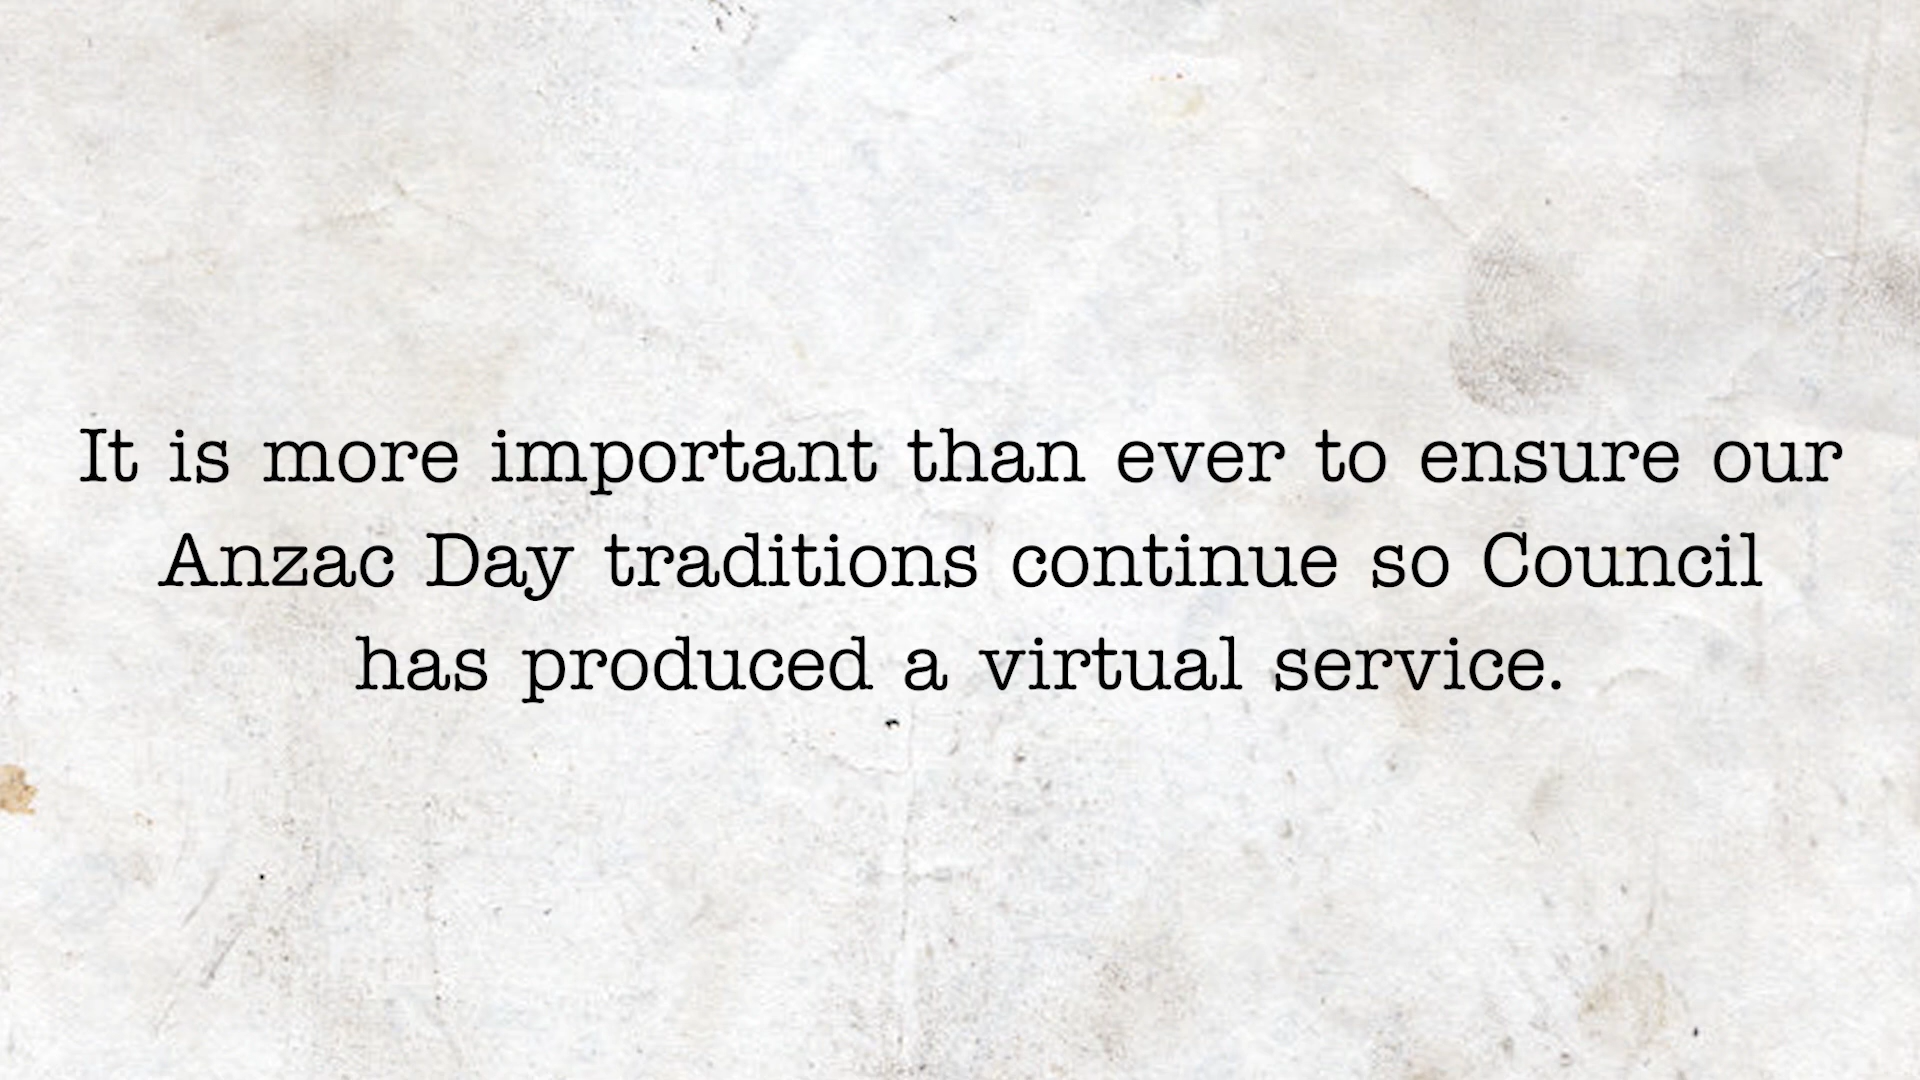 It is more important than ever to ensure our
Anzac Day traditions continue so Council
has produced a virtual service.